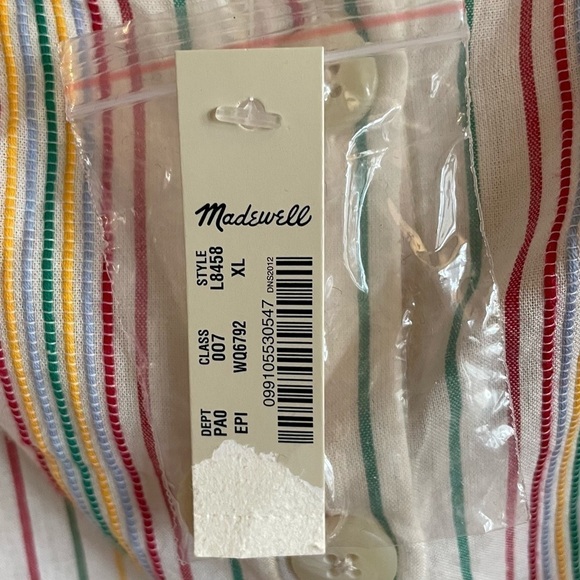 Madewell
DEPT CLASS STYLE
PA0 007 L8458
EPI WQ6792 XL
099105530547
DNS2012